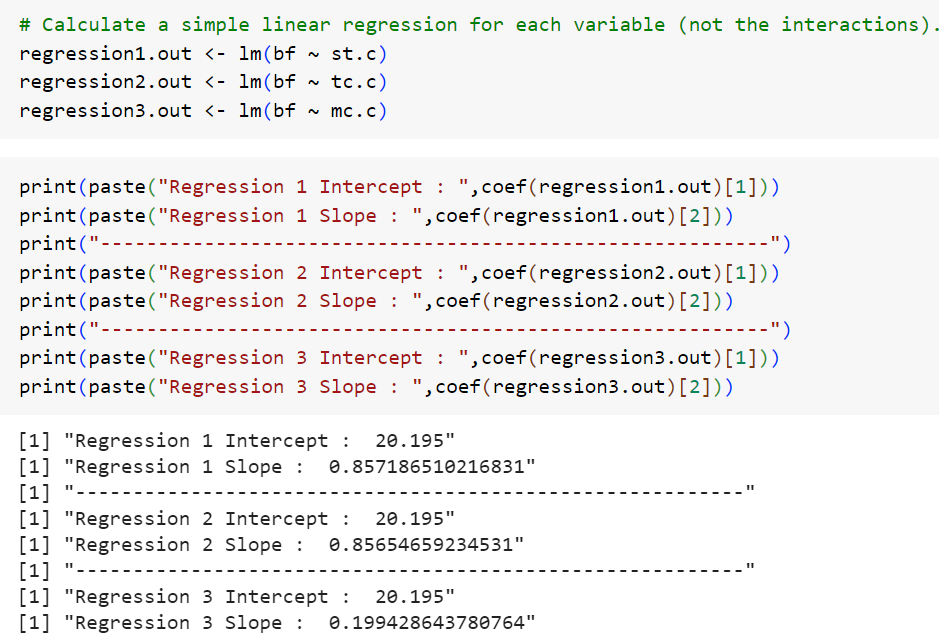 # Calculate a simple linear regression for each variable (not the interactions).
regression1.out <- lm(bf ~ st.c)
regression2.out <- lm(bf ~ tc.c)
regression3.out <- lm(bf ~ mc.c)
print(paste("Regression 1 Intercept : ",coef(regression1.out)[1]))
print(paste("Regression 1 Slope : ",coef(regression1.out)[2]))
print("----------------------------------------------------------")
print(paste("Regression 2 Intercept : ",coef(regression2.out)[1]))
print(paste("Regression 2 Slope : ",coef(regression2.out)[2]))
print("----------------------------------------------------------")
print(paste("Regression 3 Intercept : ",coef(regression3.out)[1]))
print(paste("Regression 3 Slope : ",coef(regression3.out)[2]))
[1] "Regression 1 Intercept :  20.195"
[1] "Regression 1 Slope :  0.857186510216831"
[1] "----------------------------------------------------------"
[1] "Regression 2 Intercept :  20.195"
[1] "Regression 2 Slope :  0.85654659234531"
[1] "----------------------------------------------------------"
[1] "Regression 3 Intercept :  20.195"
[1] "Regression 3 Slope :  0.199428643780764"